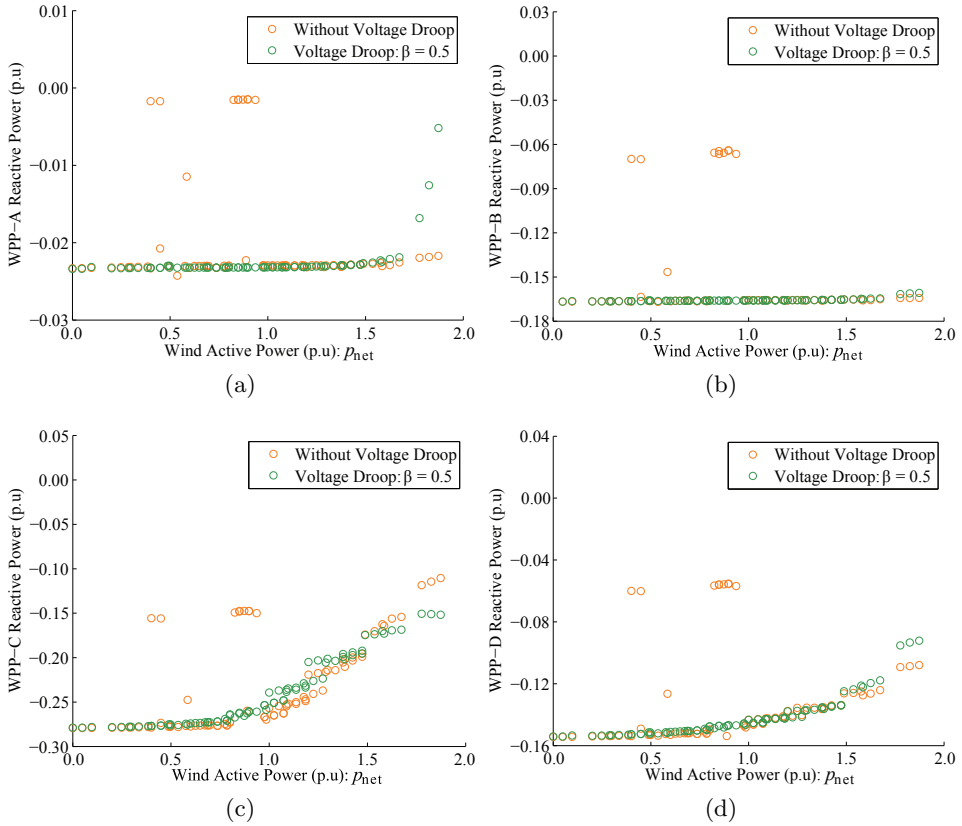 0.01
0.00
−0.01
−0.02
−0.03
WPP−A Reactive Power (p.u)
Without Voltage Droop
Voltage Droop: β = 0.5
0.0 0.5 1.0 1.5 2.0
Wind Active Power (p.u): pnet
(a)
0.03
0.00
−0.03
−0.06
−0.09
−0.12
−0.15
−0.18
WPP−B Reactive Power (p.u)
Without Voltage Droop
Voltage Droop: β = 0.5
0.0 0.5 1.0 1.5 2.0
Wind Active Power (p.u): pnet
(b)
0.05
0.00
−0.05
−0.10
−0.15
−0.20
−0.25
−0.30
WPP−C Reactive Power (p.u)
Without Voltage Droop
Voltage Droop: β = 0.5
0.0 0.5 1.0 1.5 2.0
Wind Active Power (p.u): pnet
(c)
0.04
0.00
−0.04
−0.08
−0.12
−0.16
WPP−D Reactive Power (p.u)
Without Voltage Droop
Voltage Droop: β = 0.5
0.0 0.5 1.0 1.5 2.0
Wind Active Power (p.u): pnet
(d)